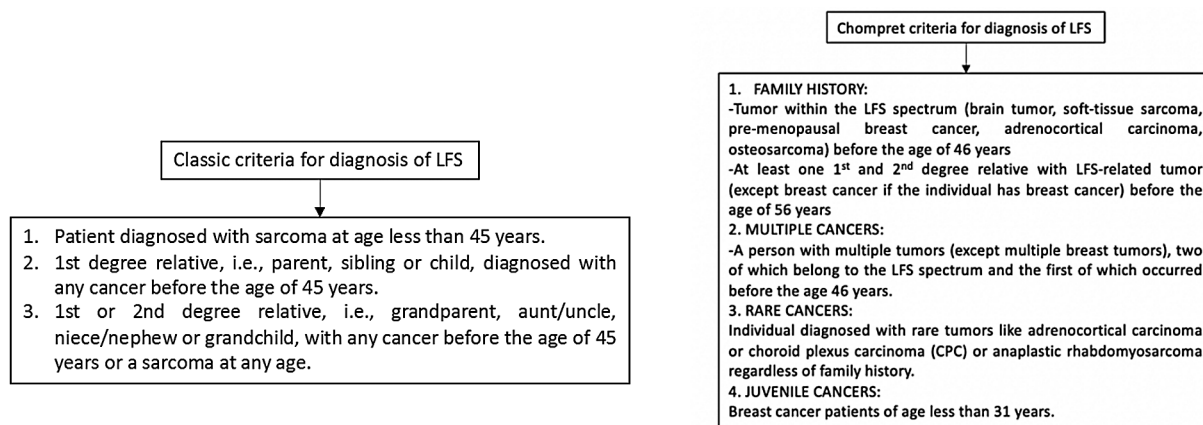 Classic criteria for diagnosis of LFS
1. Patient diagnosed with sarcoma at age less than 45 years.
2. 1st degree relative, i.e., parent, sibling or child, diagnosed with
any cancer before the age of 45 years.
3. 1st or 2nd degree relative, i.e., grandparent, aunt/uncle,
niece/nephew or grandchild, with any cancer before the age of 45
years or a sarcoma at any age.
Chompret criteria for diagnosis of LFS
1. FAMILY HISTORY:
-Tumor within the LFS spectrum (brain tumor, soft-tissue sarcoma,
pre-menopausal breast cancer, adrenocortical carcinoma,
osteosarcoma) before the age of 46 years
-At least one 1st and 2nd degree relative with LFS-related tumor
(except breast cancer if the individual has breast cancer) before the
age of 56 years
2. MULTIPLE CANCERS:
-A person with multiple tumors (except multiple breast tumors), two
of which belong to the LFS spectrum and the first of which occurred
before the age 46 years.
3. RARE CANCERS:
Individual diagnosed with rare tumors like adrenocortical carcinoma
or choroid plexus carcinoma (CPC) or anaplastic rhabdomyosarcoma
regardless of family history.
4. JUVENILE CANCERS:
Breast cancer patients of age less than 31 years.